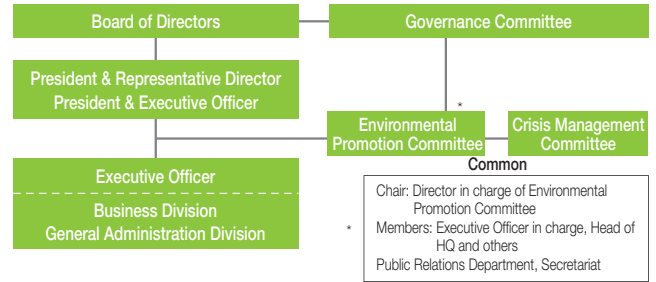 Board of Directors
Governance Committee
President & Representative Director
President & Executive Officer
*
Environmental
Promotion Committee
Crisis Management
Committee
Common
Executive Officer
Business Division
General Administration Division
Chair: Director in charge of Environmental
Promotion Committee
* Members: Executive Officer in charge, Head of
HQ and others
Public Relations Department, Secretariat